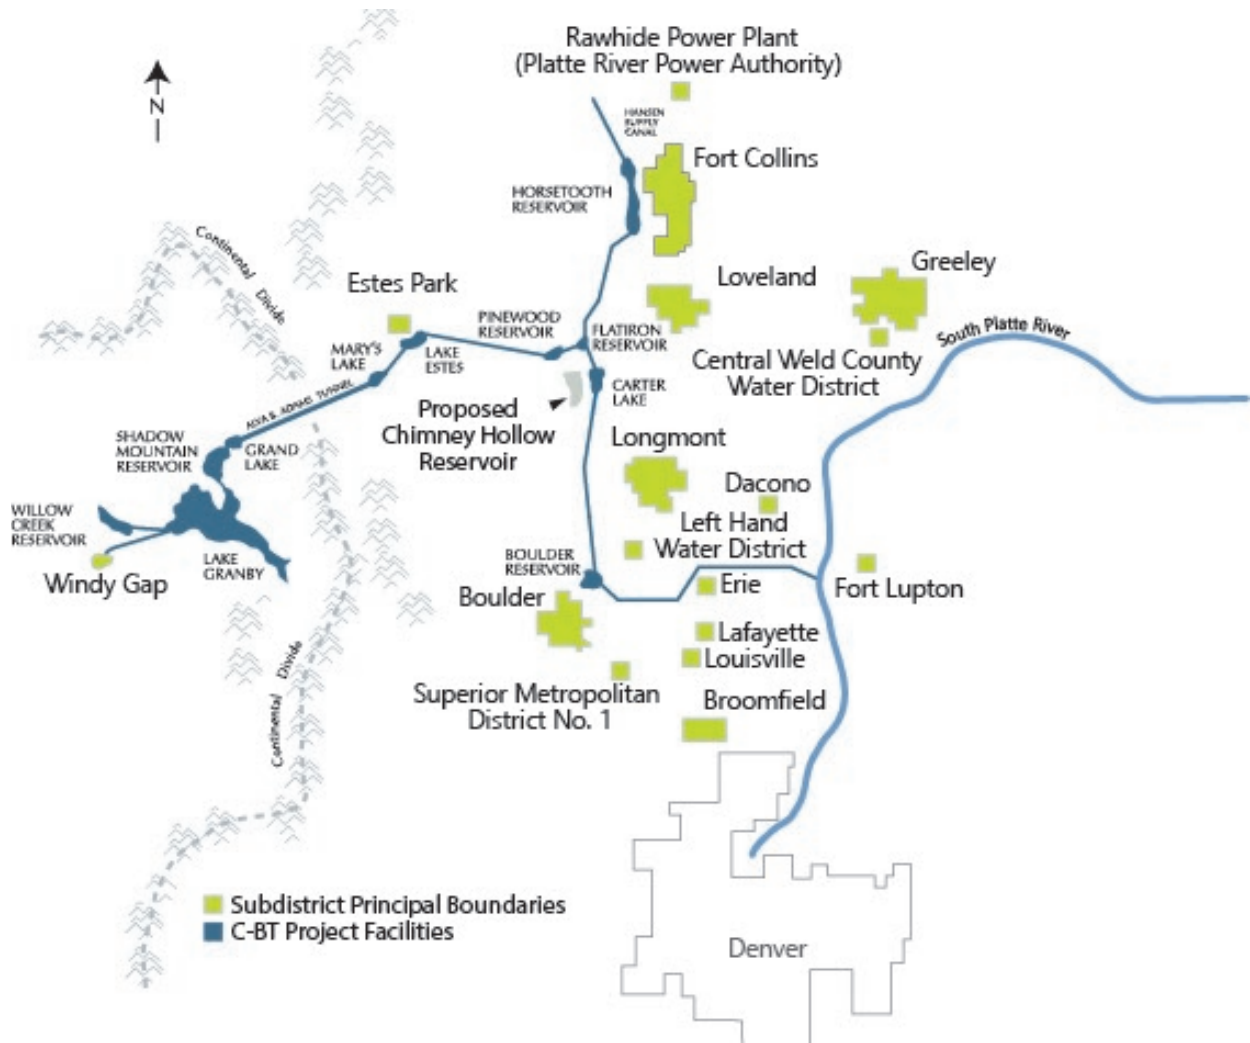 Rawhide Power Plant
(Platte River Power Authority)
N
HANSEN
SUPPLY
CANAL
Fort Collins
HORSETOOTH
RESERVOIR
Continental Divide
Estes Park
Loveland
Greeley
PINEWOOD
RESERVOIR
FLATIRON
RESERVOIR
South Platte River
MARY'S
LAKE
LAKE
ESTES
Central Weld County
Water District
ALVA B. ADAMS TUNNEL
CARTER
LAKE
Proposed
Chimney Hollow
Reservoir
SHADOW
MOUNTAIN
RESERVOIR
GRAND
LAKE
Longmont
Dacono
WILLOW
CREEK
RESERVOIR
Left Hand
Water District
LAKE
GRANBY
Windy Gap
BOULDER
RESERVOIR
Boulder
Erie
Fort Lupton
Lafayette
Louisville
Continental Divide
Superior Metropolitan
District No. 1
Broomfield
Subdistrict Principal Boundaries
C-BT Project Facilities
Denver